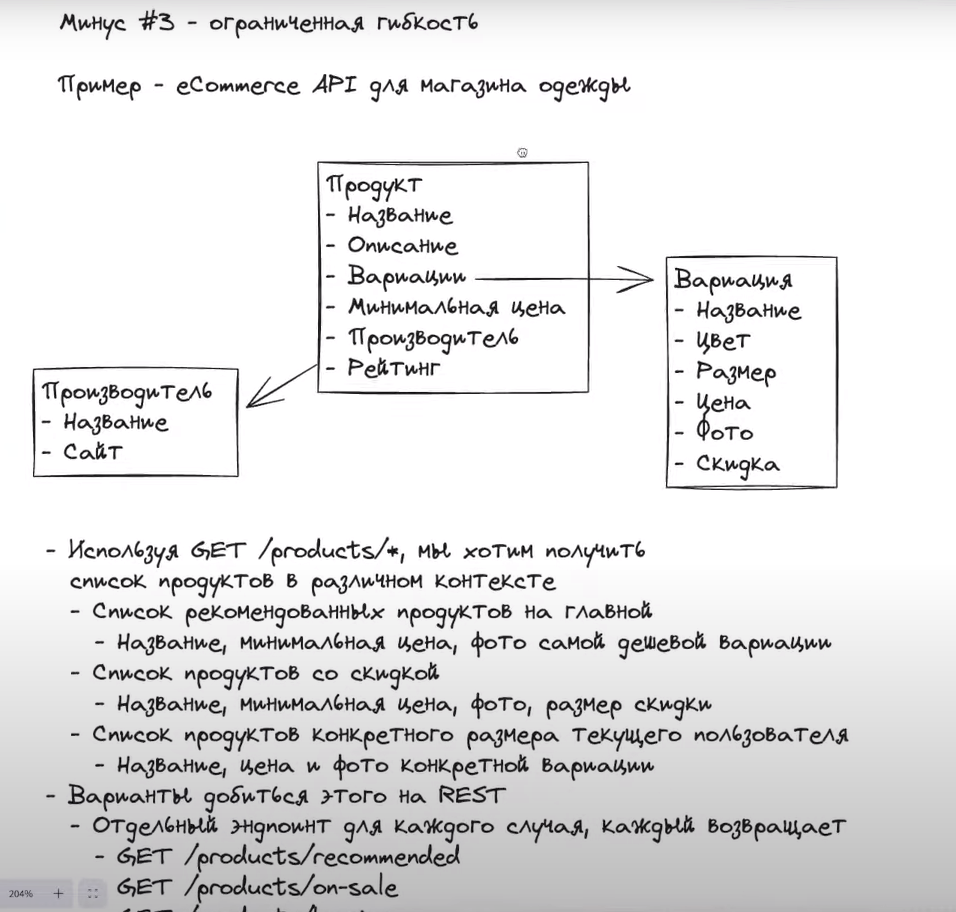 Минус #3 - ограниченная гибкость
Пример - eCommerce API для магазина одежды
Продукт
- Название
- Описание
- Вариации
- Минимальная цена
- Производитель
- Рейтинг
Вариация
- Название
- Цвет
- Размер
- Цена
- Фото
- Скидка
Производитель
- Название
- Сайт
- Используя GET /products/*, мы хотим получить
список продуктов в различном контексте
- Список рекомендованных продуктов на главной
- Название, минимальная цена, фото самой дешевой вариации
- Список продуктов со скидкой
- Название, минимальная цена, фото, размер скидки
- Список продуктов конкретного размера текущего пользователя
- Название, цена и фото конкретной вариации
- Варианты добиться этого на REST
- Отдельный эндпоинт для каждого случая, каждый возвращает
- GET /products/recommended
GET /products/on-sale
204% +